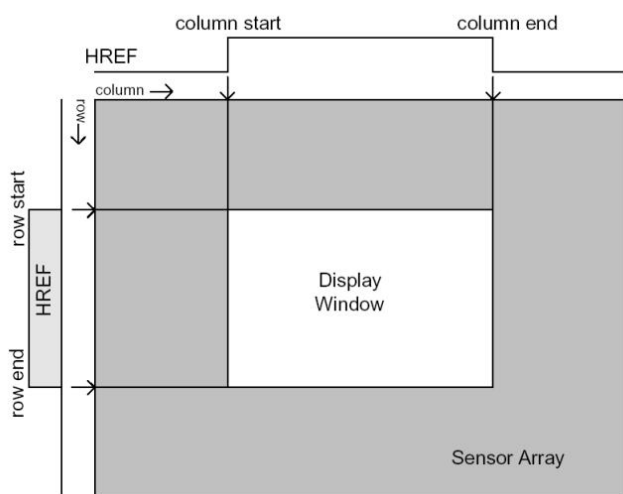 column start
column end
HREF
column
row
row start
HREF
row end
Display
Window
Sensor Array